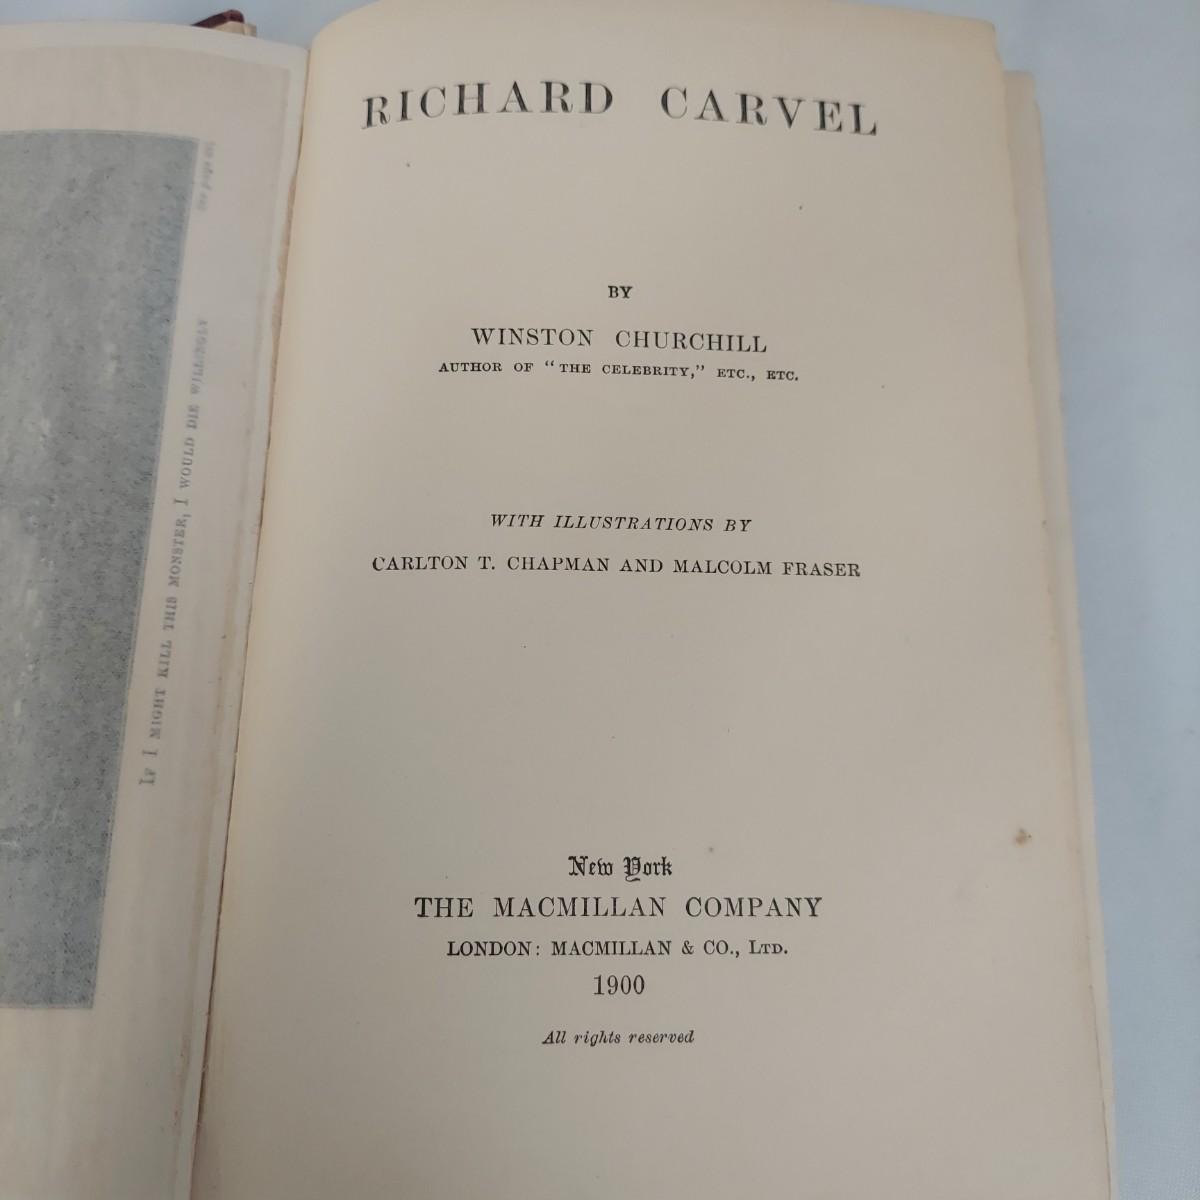 RICHARD CARVEL
BY
WINSTON CHURCHILL
AUTHOR OF "THE CELEBRITY," ETC., ETC.
WITH ILLUSTRATIONS BY
CARLTON T. CHAPMAN AND MALCOLM FRASER
New York
THE MACMILLAN COMPANY
LONDON: MACMILLAN & CO., LTD.
1900
All rights reserved
IF I MIGHT KILL THIS MONSTER, I WOULD DIE WILLINGLY
See page